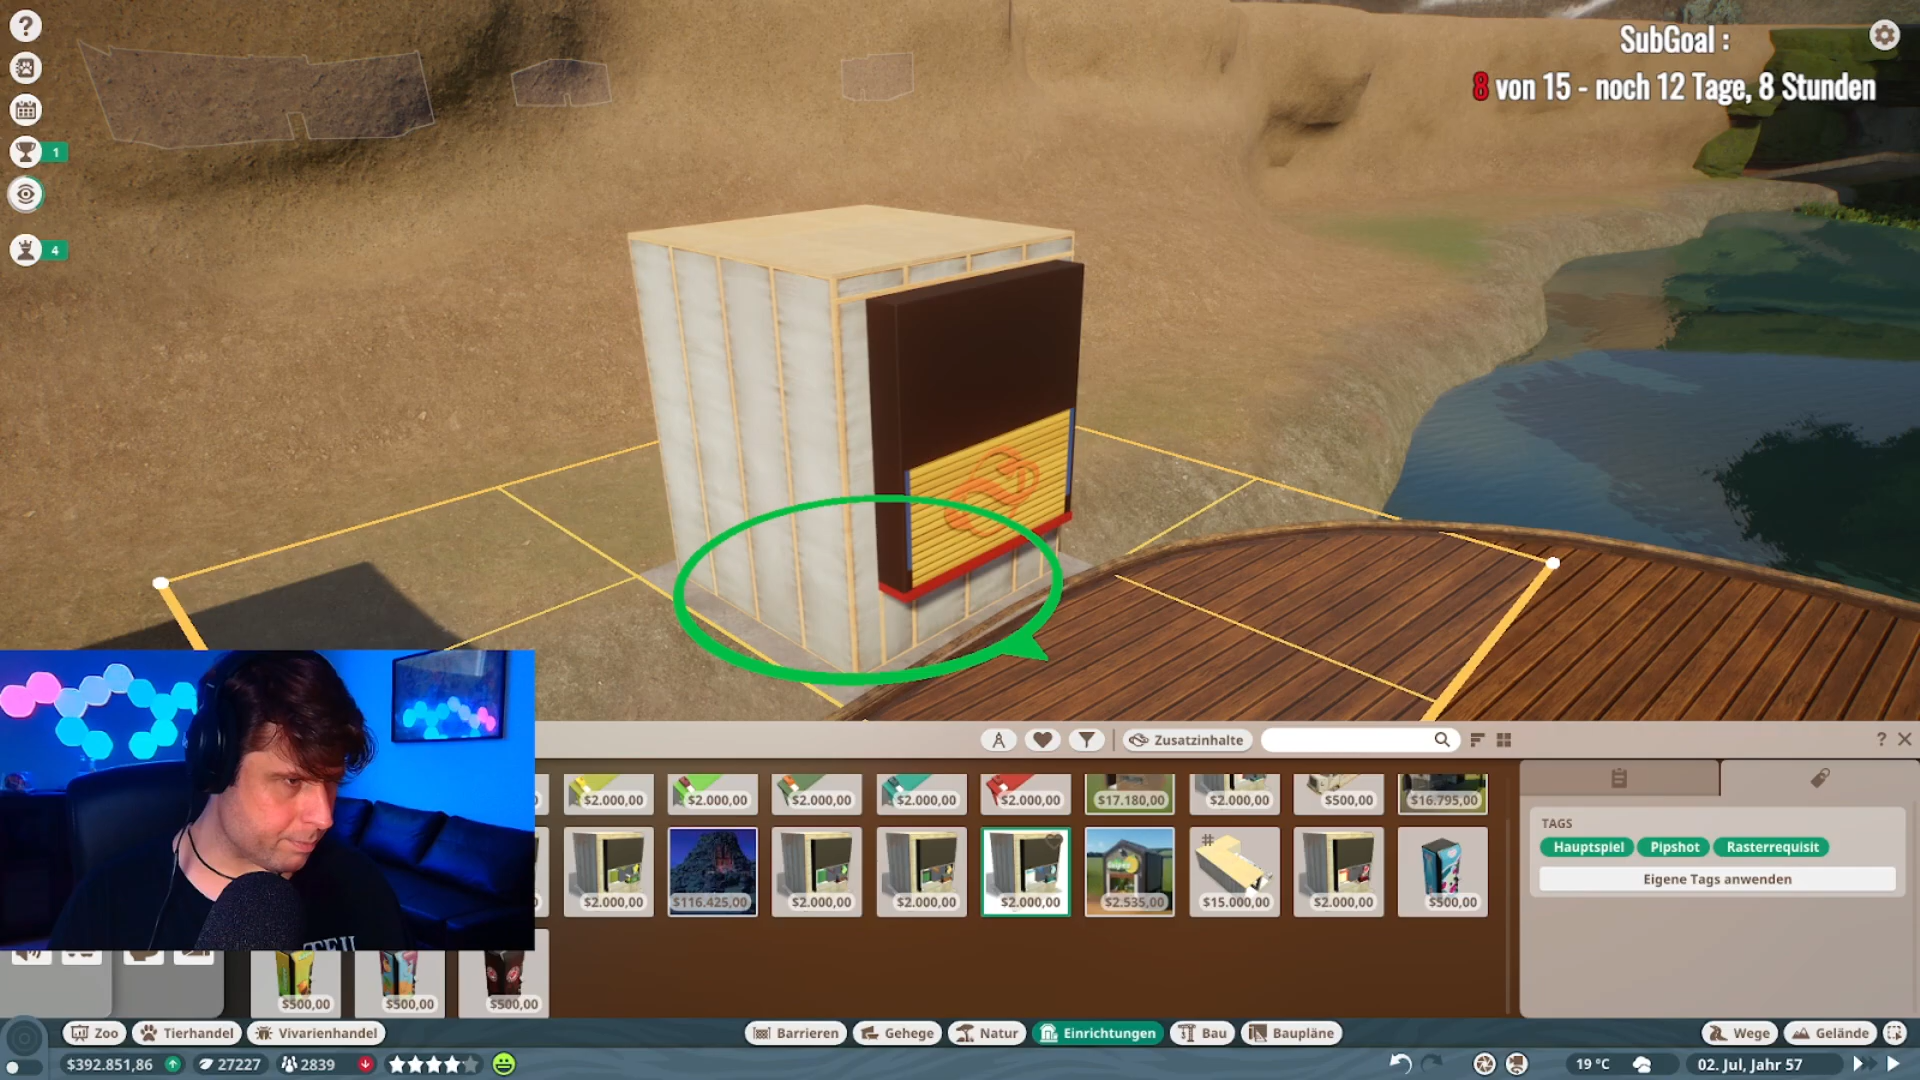 SubGoal :
8 von 15 - noch 12 Tage, 8 Stunden
1
4
Zusatzinhalte
$2.000,00
$2.000,00
$2.000,00
$2.000,00
$2.000,00
$17.180,00
$2.000,00
$500,00
$16.795,00
$2.000,00
$116.425,00
$2.000,00
$2.000,00
$2.000,00
$2.535,00
$15.000,00
$2.000,00
$500,00
$500,00
$500,00
$500,00
TAGS
Hauptspiel Pipshot Rasterrequisit
Eigene Tags anwenden
Zoo Tierhandel Vivarienhandel Barrieren Gehege Natur Einrichtungen Bau Baupläne Wege Gelände
$392.851,86 27227 2839 19 °C 02. Jul, Jahr 57